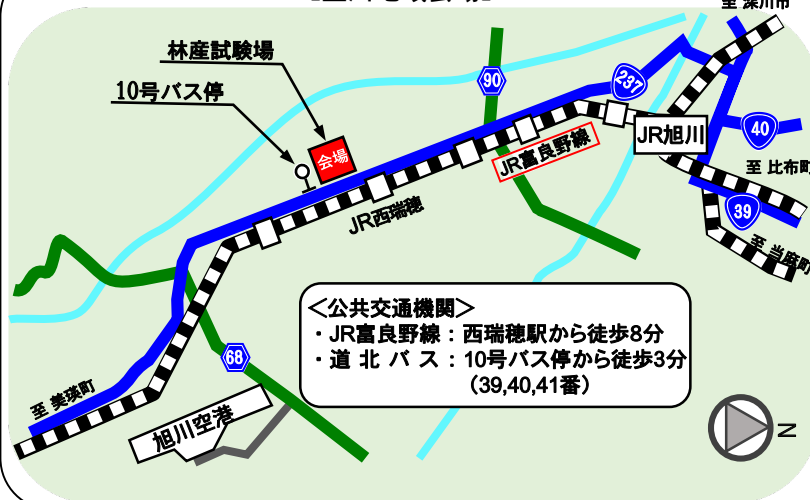 至 深川市
林産試験場
10号バス停
90
237
会場
JR富良野線
JR旭川
40
至 比布町
39
至 当麻町
JR西瑞穂
＜公共交通機関＞
・JR富良野線：西瑞穂駅から徒歩8分
・道 北 バ ス：10号バス停から徒歩3分
（39,40,41番）
68
至 美瑛町
旭川空港
N